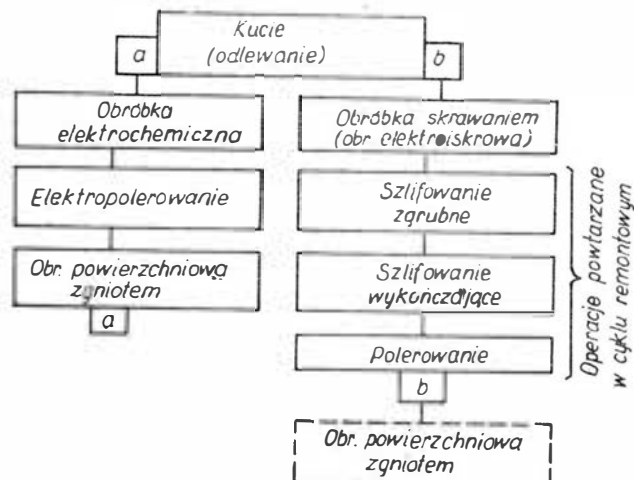 Kucie
(odlewanie)
a
b
Obróbka
elektrochemiczna
Elektropolerowanie
Obr. powierzchniowa
zgniotem
a
Obróbka skrawaniem
(obr elektroiskrowa)
Szlifowanie
zgrubne
Szlifowanie
wykończające
Polerowanie
b
Obr. powierzchniowa
zgniotem
Operacje powtarzane
w cyklu remontowym